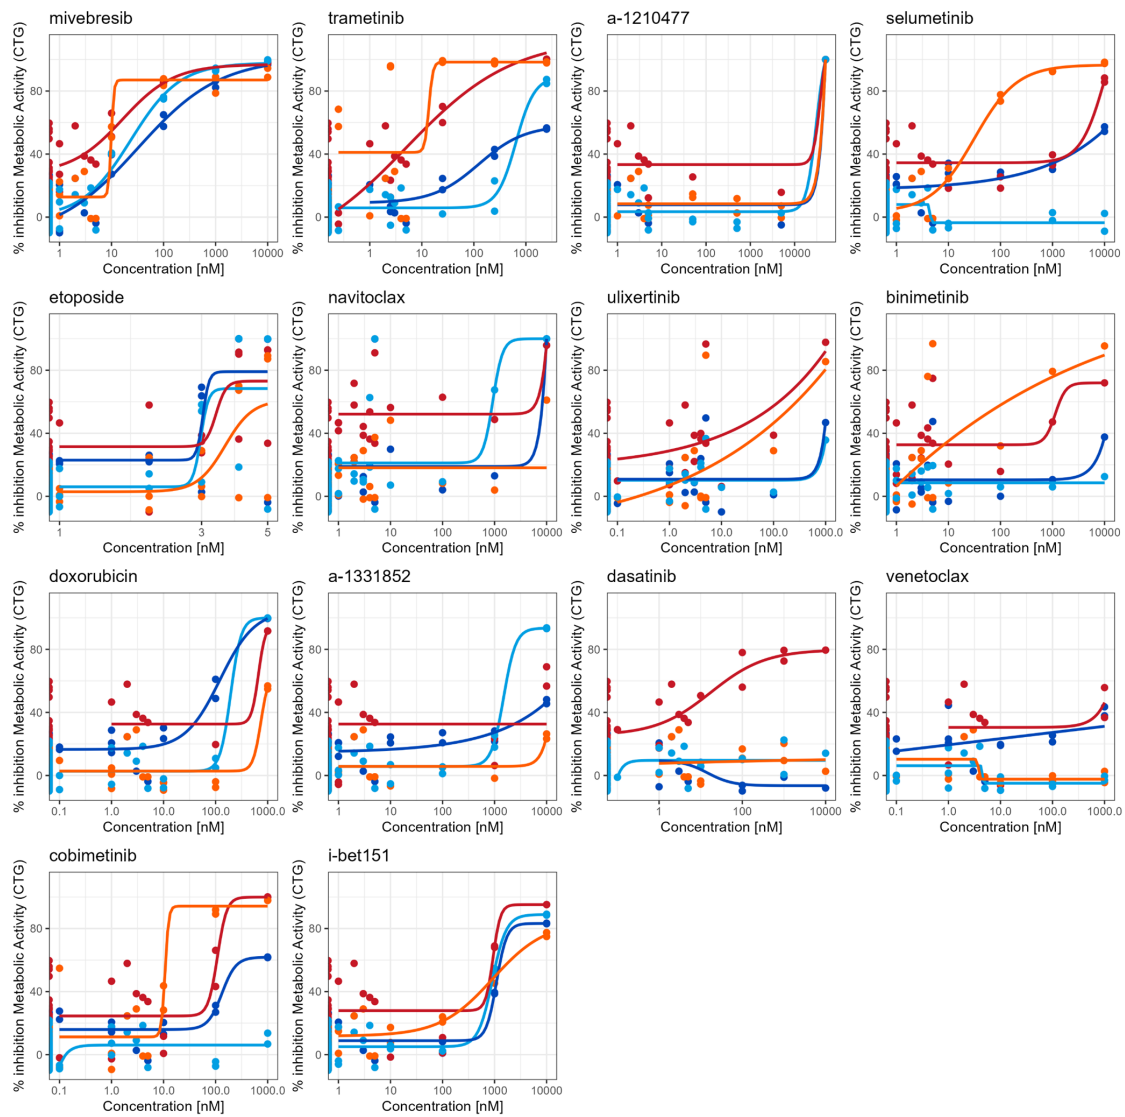 mivebresib
trametinib
a-1210477
selumetinib
% inhibition Metabolic Activity (CTG)
80
40
0
1 10 100 1000 10000
Concentration [nM]
% inhibition Metabolic Activity (CTG)
80
40
0
1 10 100 1000
Concentration [nM]
% inhibition Metabolic Activity (CTG)
80
40
0
1 10 100 1000 10000
Concentration [nM]
% inhibition Metabolic Activity (CTG)
80
40
0
1 10 100 1000 10000
Concentration [nM]
etoposide
navitoclax
ulixertinib
binimetinib
% inhibition Metabolic Activity (CTG)
80
40
0
1 3 5
Concentration [nM]
% inhibition Metabolic Activity (CTG)
80
40
0
1 10 100 1000 10000
Concentration [nM]
% inhibition Metabolic Activity (CTG)
80
40
0
0.1 1.0 10.0 100.0 1000.0
Concentration [nM]
% inhibition Metabolic Activity (CTG)
80
40
0
1 10 100 1000 10000
Concentration [nM]
doxorubicin
a-1331852
dasatinib
venetoclax
% inhibition Metabolic Activity (CTG)
80
40
0
0.1 1.0 10.0 100.0 1000.0
Concentration [nM]
% inhibition Metabolic Activity (CTG)
80
40
0
1 10 100 1000 10000
Concentration [nM]
% inhibition Metabolic Activity (CTG)
80
40
0
1 100 10000
Concentration [nM]
% inhibition Metabolic Activity (CTG)
80
40
0
0.1 1.0 10.0 100.0 1000.0
Concentration [nM]
cobimetinib
i-bet151
% inhibition Metabolic Activity (CTG)
80
40
0
0.1 1.0 10.0 100.0 1000.0
Concentration [nM]
% inhibition Metabolic Activity (CTG)
80
40
0
1 10 100 1000 10000
Concentration [nM]